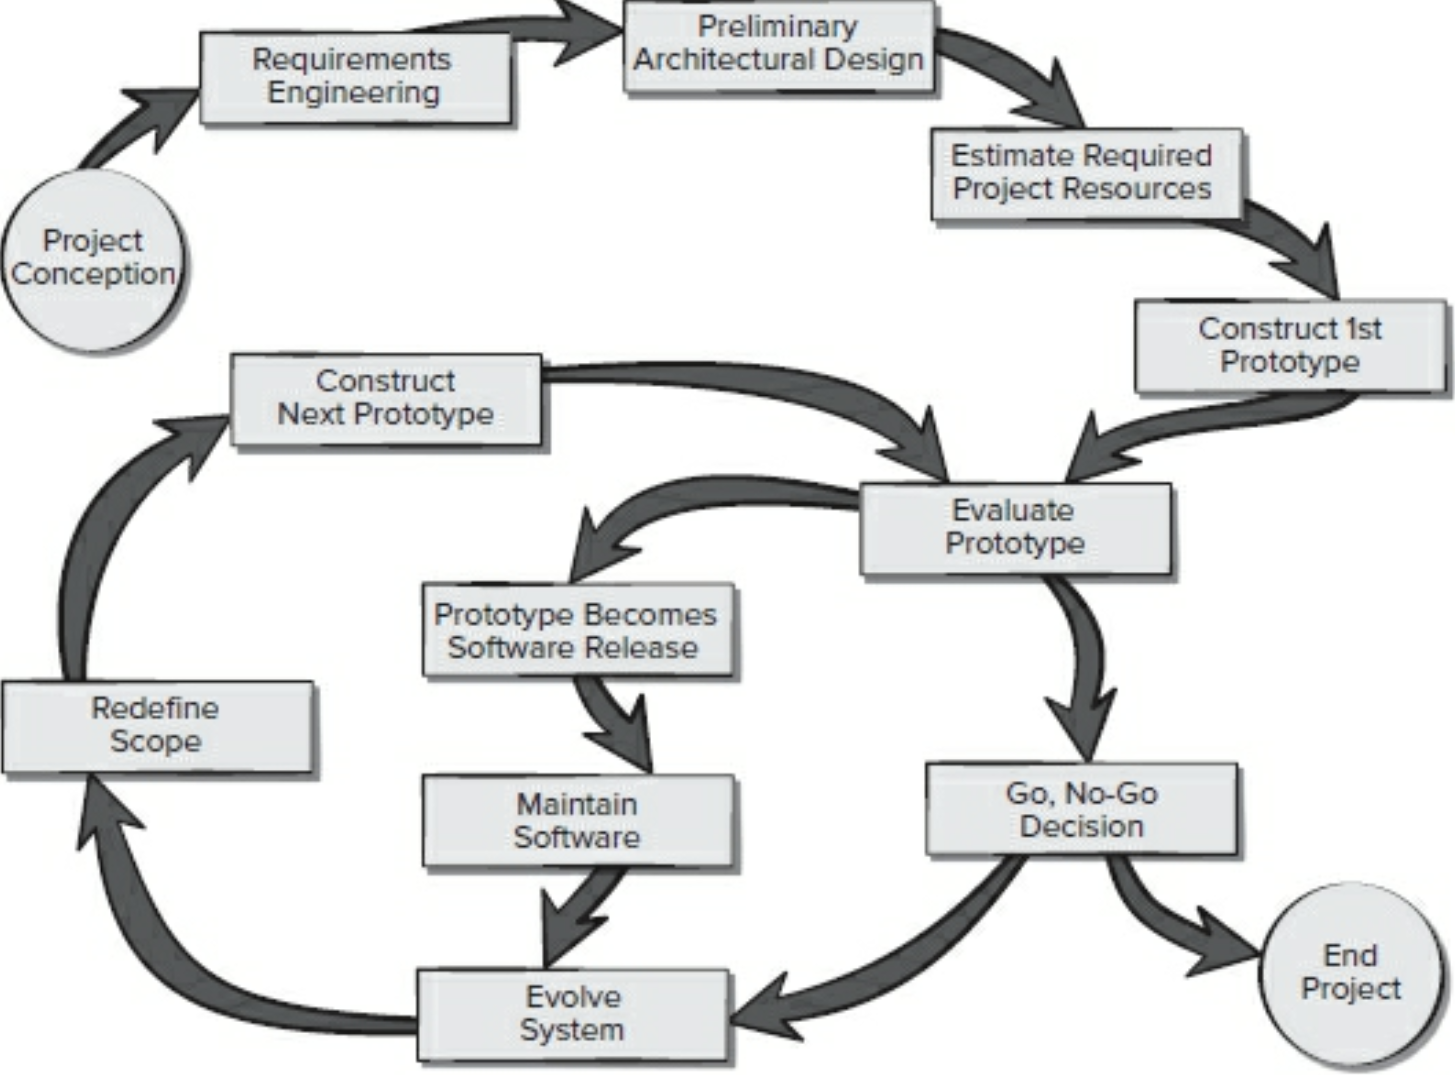 Preliminary
Architectural Design
Requirements
Engineering
Estimate Required
Project Resources
Project
Conception
Construct 1st
Prototype
Construct
Next Prototype
Evaluate
Prototype
Prototype Becomes
Software Release
Redefine
Scope
Maintain
Software
Go, No-Go
Decision
End
Project
Evolve
System